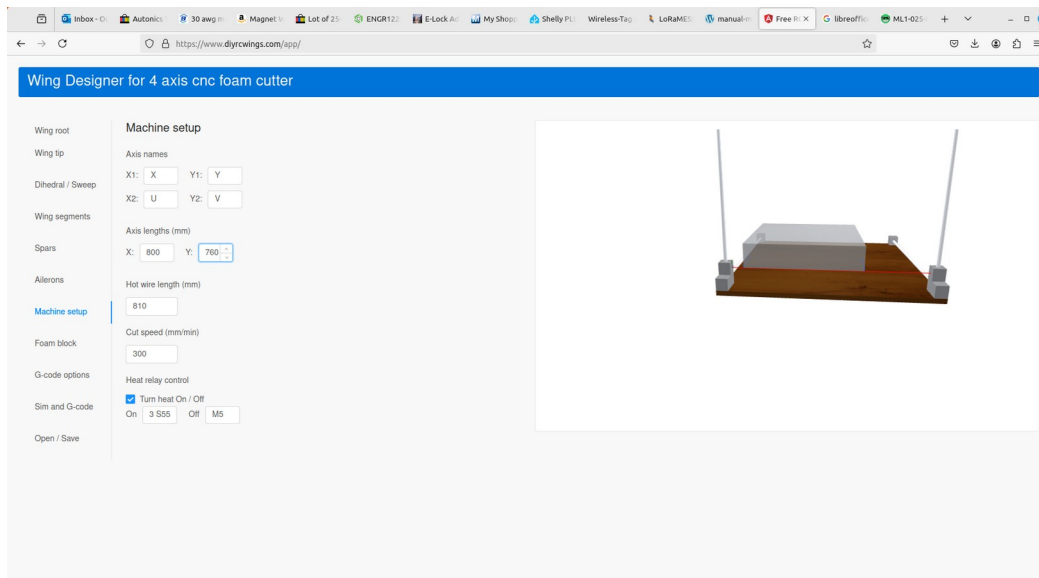 Inbox - O
Autonics
30 awg m
Magnet W
Lot of 25
ENGR122
E-Lock Ac
My Shopp
Shelly PL
Wireless-Tag
LoRaMES
manual-m
Free RC
libreoffic
ML1-025
https://www.diyrcwings.com/app/
Wing Designer for 4 axis cnc foam cutter
Wing root
Wing tip
Dihedral / Sweep
Wing segments
Spars
Ailerons
Machine setup
Foam block
G-code options
Sim and G-code
Open / Save
Machine setup
Axis names
X1: X Y1: Y
X2: U Y2: V
Axis lengths (mm)
X: 800 Y: 760
Hot wire length (mm)
810
Cut speed (mm/min)
300
Heat relay control
Turn heat On / Off
On 3 S55 Off M5